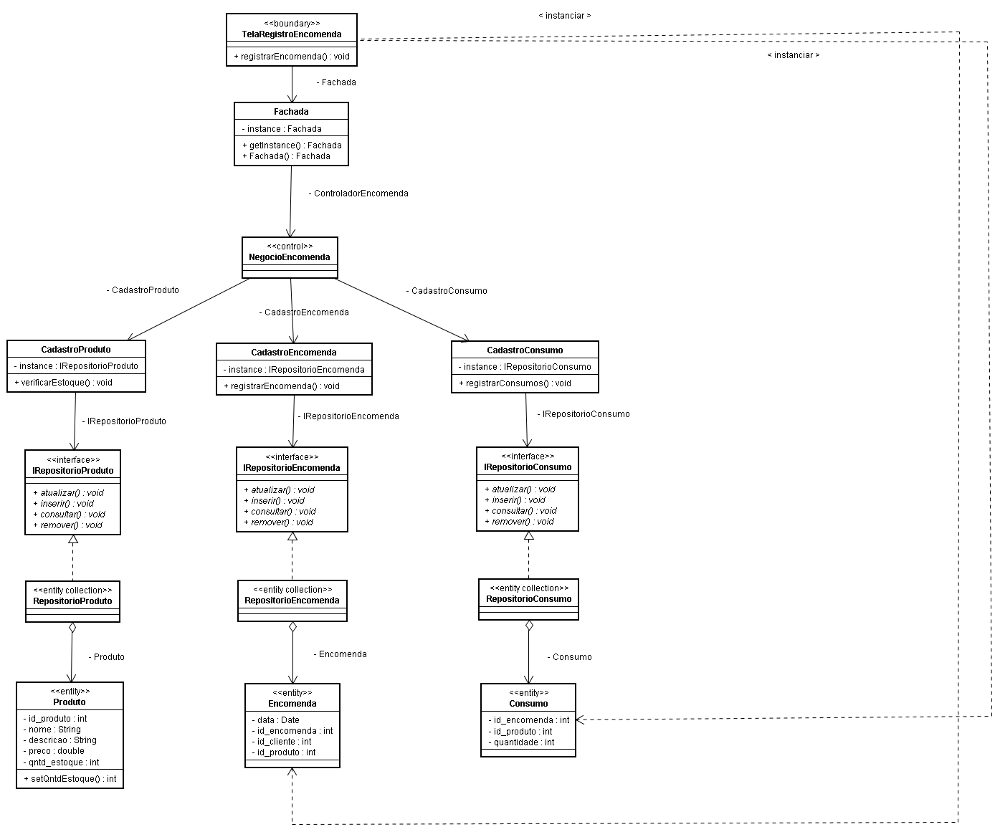 <<boundary>>
TelaRegistroEncomenda
+ registrarEncomenda() : void
< instanciar >
< instanciar >
- Fachada
Fachada
- instance : Fachada
+ getInstance() : Fachada
+ Fachada() : Fachada
- ControladorEncomenda
<<control>>
NegocioEncomenda
- CadastroProduto
- CadastroEncomenda
- CadastroConsumo
CadastroProduto
- instance : IRepositorioProduto
+ verificarEstoque() : void
CadastroEncomenda
- instance : IRepositorioEncomenda
+ registrarEncomenda() : void
CadastroConsumo
- instance : IRepositorioConsumo
+ registrarConsumos() : void
- IRepositorioProduto
- IRepositorioEncomenda
- IRepositorioConsumo
<<interface>>
IRepositorioProduto
+ atualizar() : void
+ inserir() : void
+ consultar() : void
+ remover() : void
<<interface>>
IRepositorioEncomenda
+ atualizar() : void
+ inserir() : void
+ consultar() : void
+ remover() : void
<<interface>>
IRepositorioConsumo
+ atualizar() : void
+ inserir() : void
+ consultar() : void
+ remover() : void
<<entity collection>>
RepositorioProduto
<<entity collection>>
RepositorioEncomenda
<<entity collection>>
RepositorioConsumo
- Produto
- Encomenda
- Consumo
<<entity>>
Produto
- id_produto : int
- nome : String
- descricao : String
- preco : double
- qntd_estoque : int
+ setQntdEstoque() : int
<<entity>>
Encomenda
- data : Date
- id_encomenda : int
- id_cliente : int
- id_produto : int
<<entity>>
Consumo
- id_encomenda : int
- id_produto : int
- quantidade : int